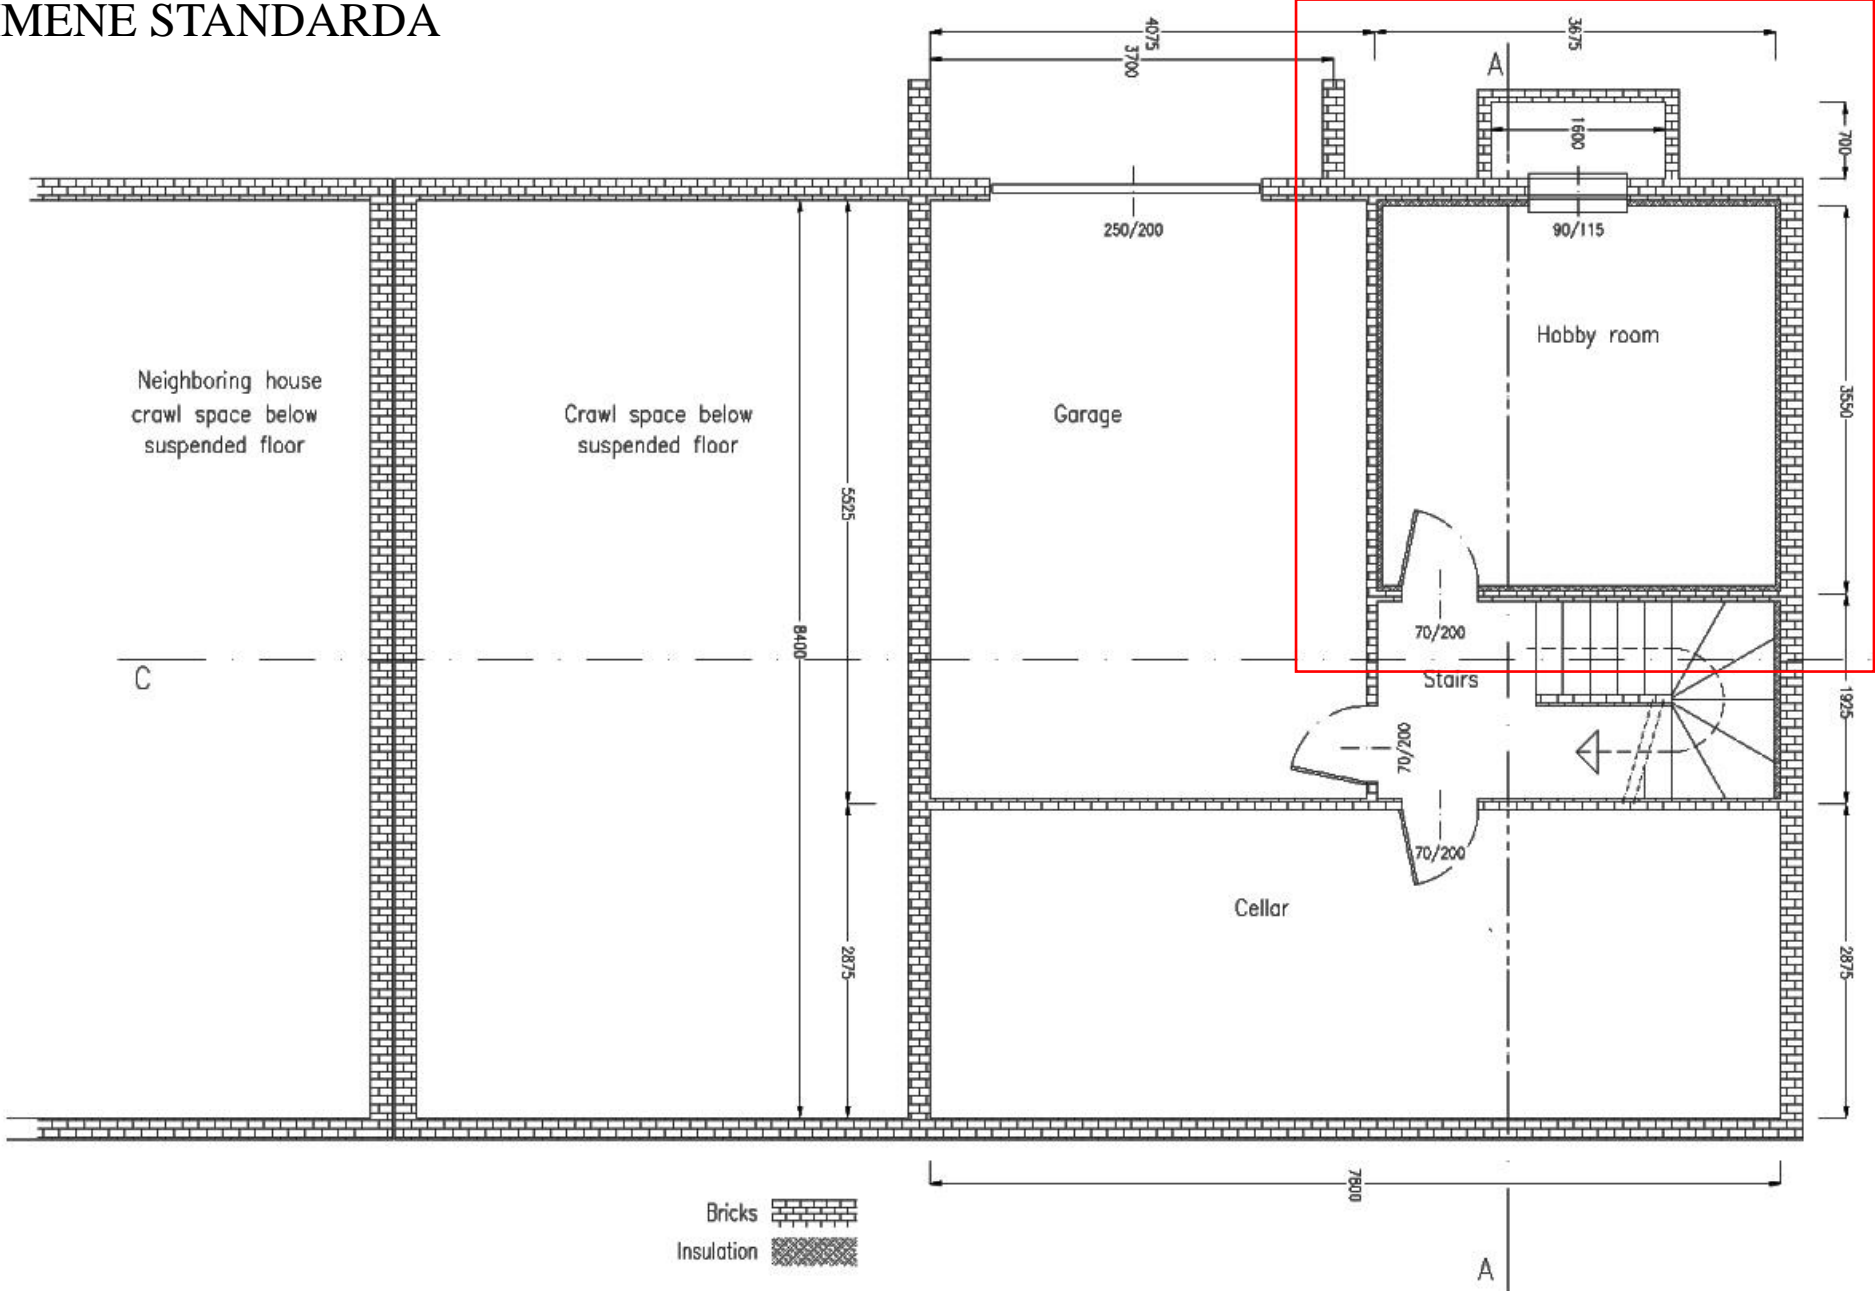 MENE STANDARDA
4075
3675
3700
A
1600
700
250/200
90/115
Hobby room
Neighboring house
crawl space below
suspended floor
Crawl space below
suspended floor
Garage
3550
5525
8400
70/200
C
Stairs
1925
70/200
70/200
Cellar
2875
2875
7800
Bricks
Insulation
A